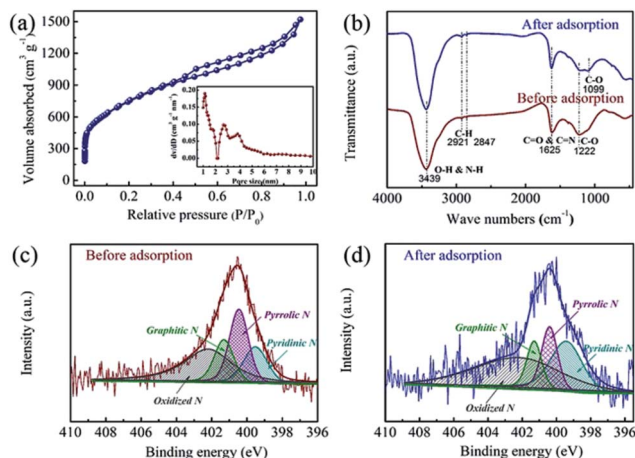 (a)
1500
1200
900
600
300
0
Volume absorbed (cm³ g⁻¹)
0.0 0.2 0.4 0.6 0.8 1.0
Relative pressure (P/P₀)
0.20
0.15
0.10
0.05
0.00
dv/dD (cm³ g⁻¹ nm⁻¹)
1 2 3 4 5 6 7 8 9 10
Pore size (nm)
(b)
After adsorption
C-O
1099
Before adsorption
C-H
2921 2847
C=O & C=N
1625
C-O
1222
O-H & N-H
3439
Transmittance (a.u.)
4000 3000 2000 1000
Wave numbers (cm⁻¹)
(c)
Before adsorption
Graphitic N
Pyrrolic N
Pyridinic N
Oxidized N
Intensity (a.u.)
410 408 406 404 402 400 398 396
Binding energy (eV)
(d)
After adsorption
Graphitic N
Pyrrolic N
Pyridinic N
Oxidized N
Intensity (a.u.)
410 408 406 404 402 400 398 396
Binding energy (eV)